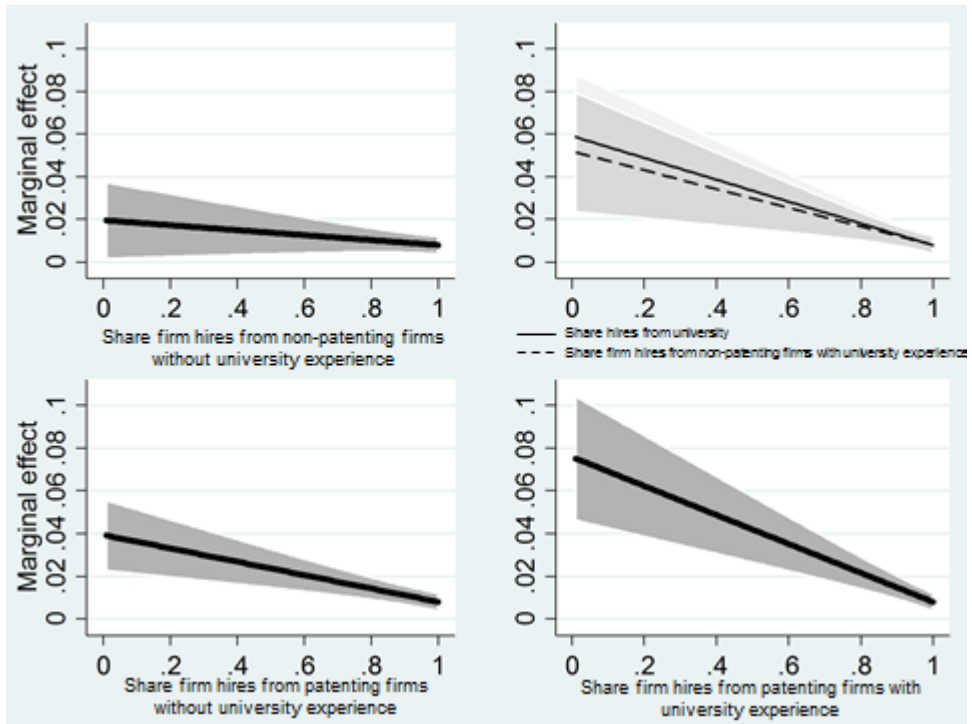 Marginal effect
.1
.08
.06
.04
.02
0
0 .2 .4 .6 .8 1
Share firm hires from non-patenting firms
without university experience
.1
.08
.06
.04
.02
0
0 .2 .4 .6 .8 1
Share hires from university
Share firm hires from non-patenting firms with university experience
Marginal effect
.1
.08
.06
.04
.02
0
0 .2 .4 .6 .8 1
Share firm hires from patenting firms
without university experience
.1
.08
.06
.04
.02
0
0 .2 .4 .6 .8 1
Share firm hires from patenting firms with
university experience